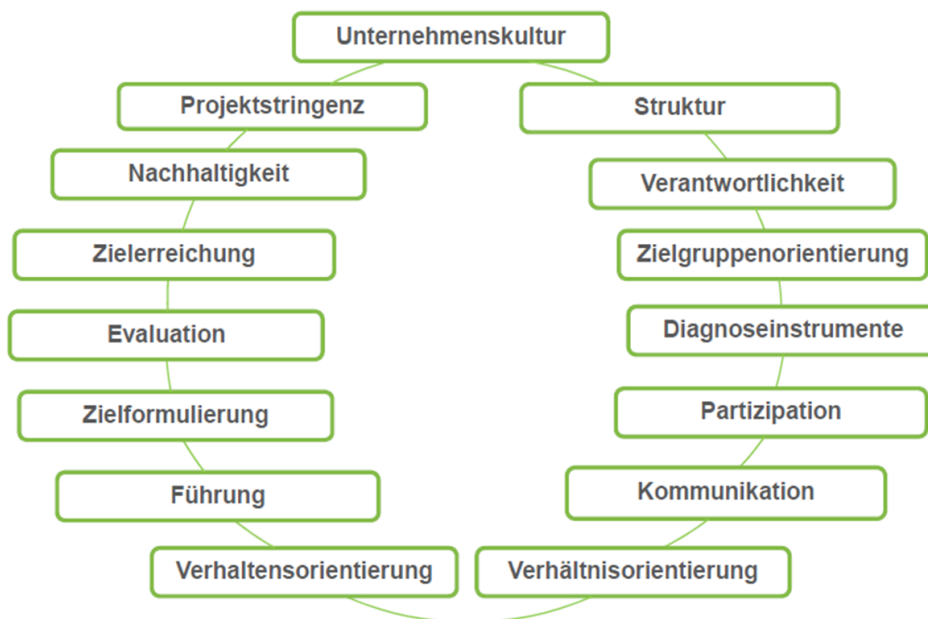 Unternehmenskultur
Projektstringenz
Struktur
Nachhaltigkeit
Verantwortlichkeit
Zielerreichung
Zielgruppenorientierung
Evaluation
Diagnoseinstrumente
Zielformulierung
Partizipation
Führung
Kommunikation
Verhaltensorientierung
Verhältnisorientierung